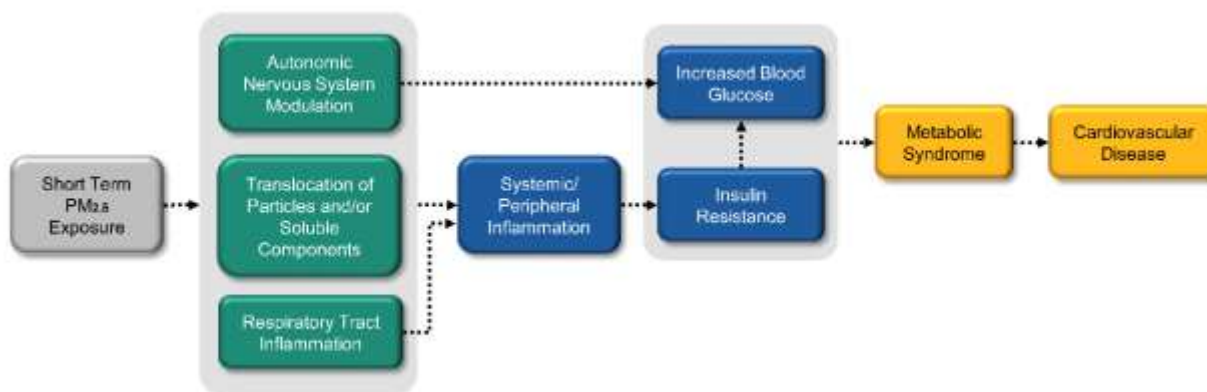 Autonomic
Nervous System
Modulation
Increased Blood
Glucose
Metabolic
Syndrome
Cardiovascular
Disease
Short Term
PM2.5
Exposure
Translocation of
Particles and/or
Soluble
Components
Systemic/
Peripheral
Inflammation
Insulin
Resistance
Respiratory Tract
Inflammation